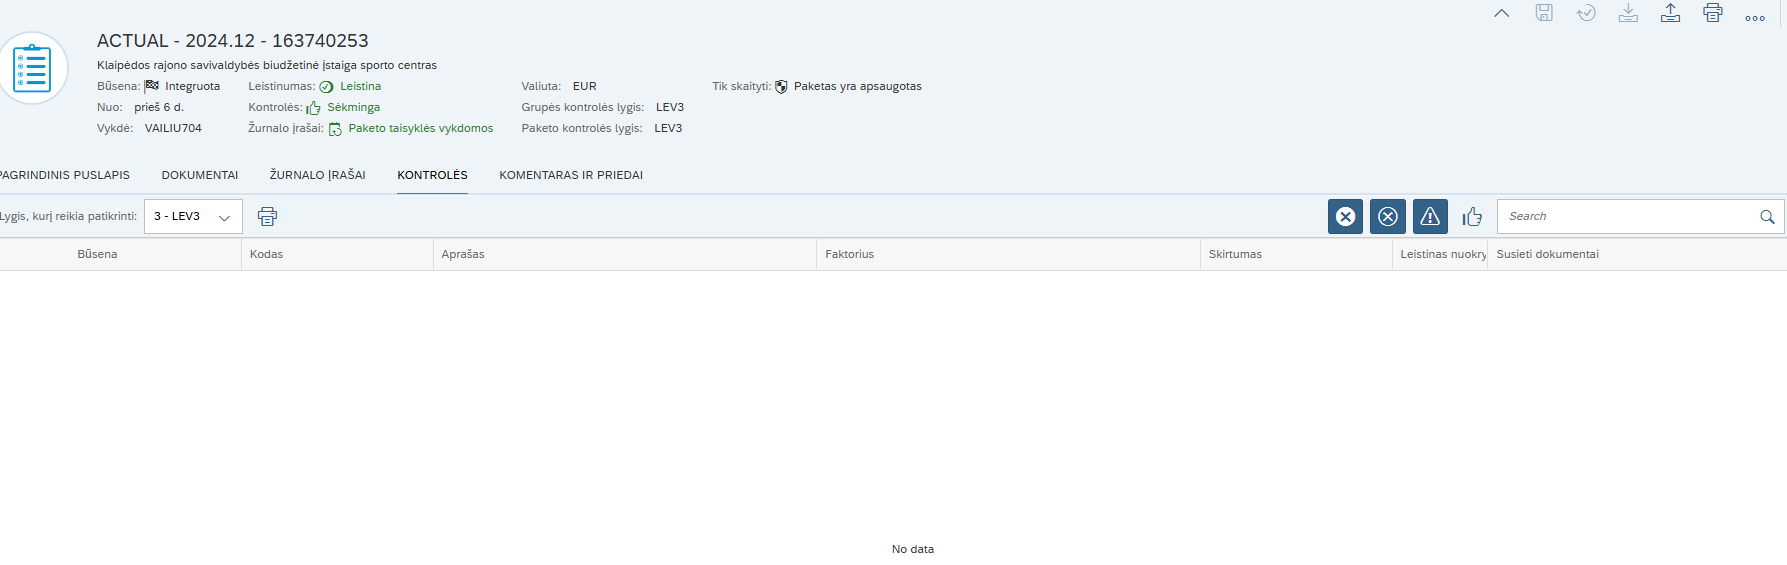 ACTUAL - 2024.12 - 163740253
Klaipėdos rajono savivaldybės biudžetinė įstaiga sporto centras
Būsena: Integruota Leistinumas: Leistina Valiuta: EUR Tik skaityti: Paketas yra apsaugotas
Nuo: prieš 6 d. Kontrolės: Sėkminga Grupės kontrolės lygis: LEV3
Vykdė: VAILIU704 Žurnalo įrašai: Paketo taisyklės vykdomos Paketo kontrolės lygis: LEV3
PAGRINDINIS PUSLAPIS DOKUMENTAI ŽURNALO ĮRAŠAI KONTROLĖS KOMENTARAS IR PRIEDAI
Lygis, kurį reikia patikrinti: 3 - LEV3 Search
Būsena Kodas Aprašas Faktorius Skirtumas Leistinas nuokry Susieti dokumentai
No data